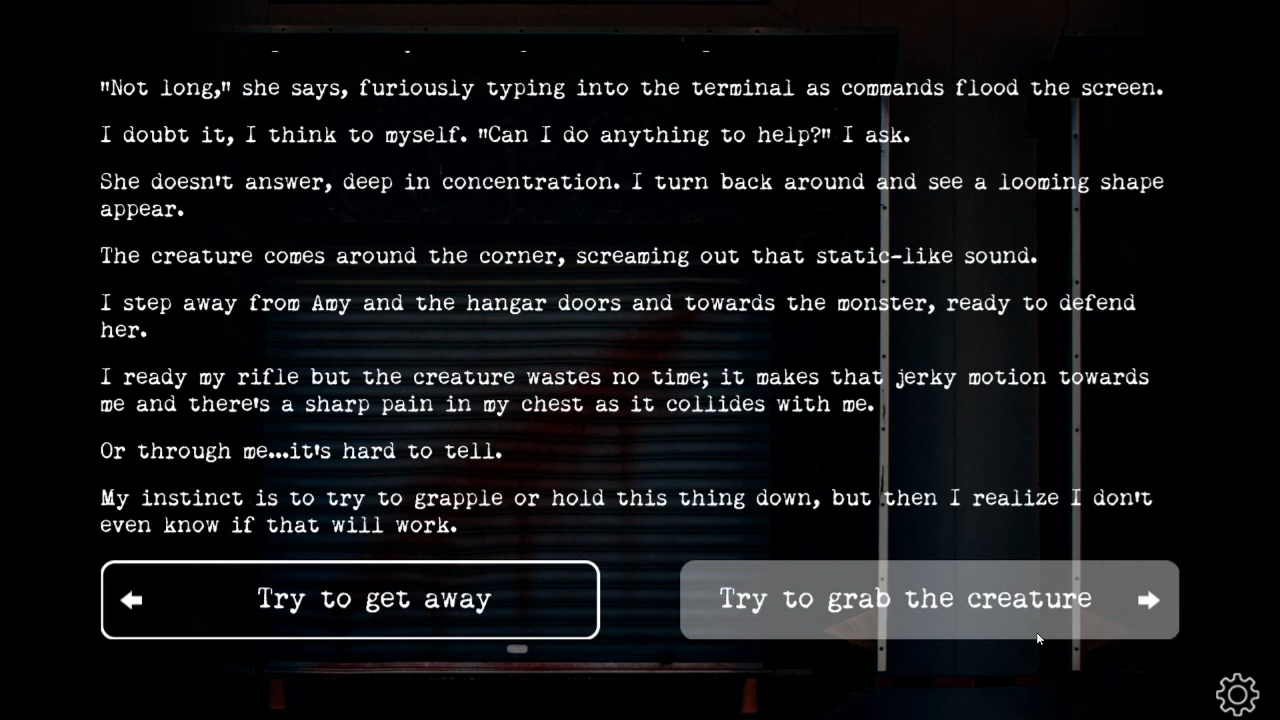 "Not long," she says, furiously typing into the terminal as commands flood the screen.
I doubt it, I think to myself. "Can I do anything to help?" I ask.
She doesn't answer, deep in concentration. I turn back around and see a looming shape
appear.
The creature comes around the corner, screaming out that static-like sound.
I step away from Amy and the hangar doors and towards the monster, ready to defend
her.
I ready my rifle but the creature wastes no time; it makes that jerky motion towards
me and there's a sharp pain in my chest as it collides with me.
Or through me...it's hard to tell.
My instinct is to try to grapple or hold this thing down, but then I realize I don't
even know if that will work.
Try to get away
Try to grab the creature